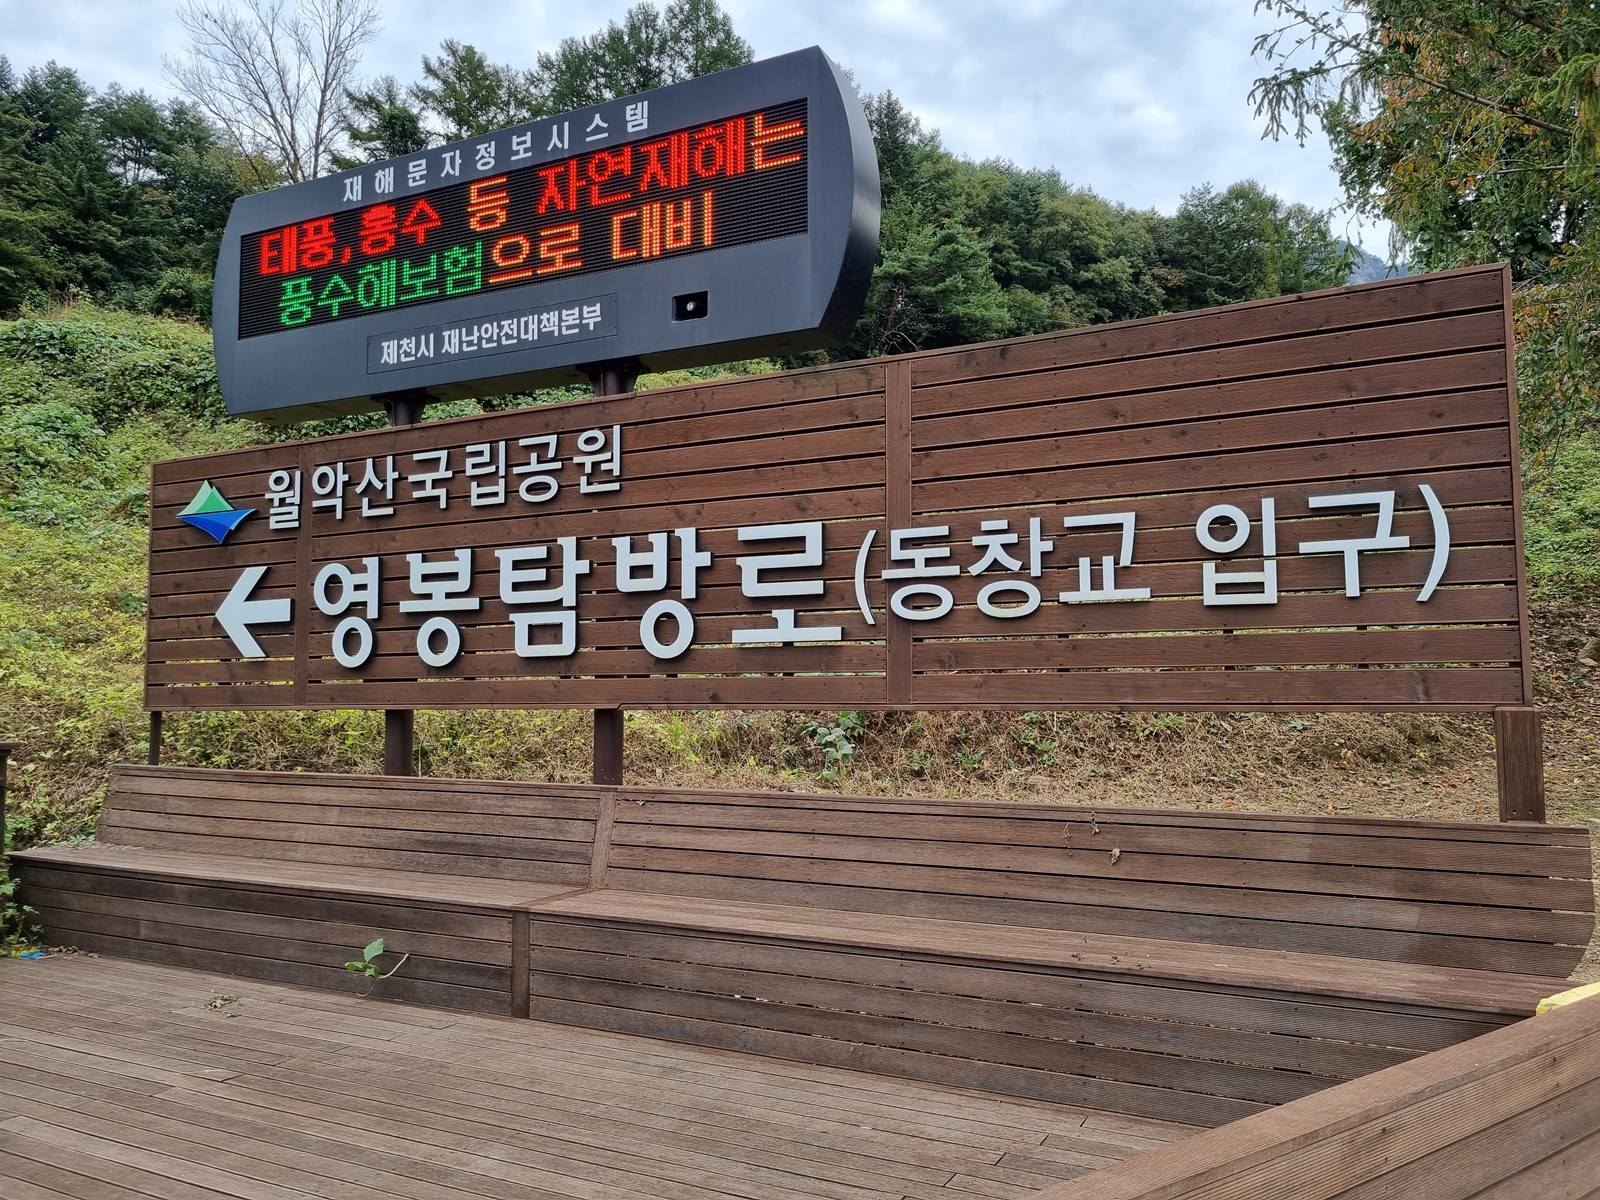 재해문자정보시스템
태풍,홍수 등 자연재해는
풍수해보험으로 대비
제천시 재난안전대책본부
월악산국립공원
←영봉탐방로(동창교 입구)